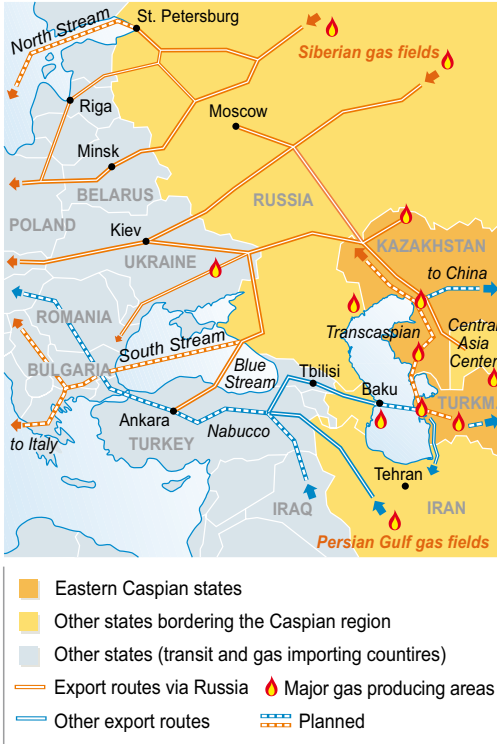 North Stream
St. Petersburg
Siberian gas fields
Riga
Moscow
Minsk
BELARUS
RUSSIA
POLAND
Kiev
KAZAKHSTAN
UKRAINE
to China
ROMANIA
Transcaspian
Central
Asia
Center
South Stream
BULGARIA
Blue
Stream
Tbilisi
Baku
TURKM
Ankara
to Italy
TURKEY
Nabucco
Tehran
IRAQ
IRAN
Persian Gulf gas fields
Eastern Caspian states
Other states bordering the Caspian region
Other states (transit and gas importing countires)
Export routes via Russia
Major gas producing areas
Other export routes
Planned